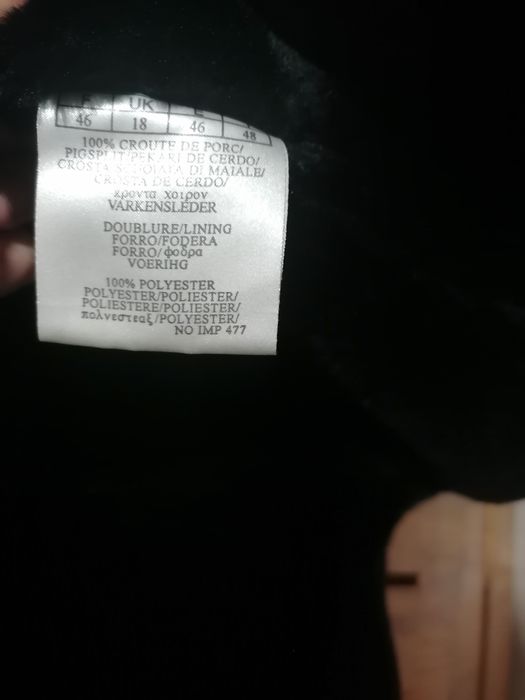 UK
46 18 46 48
100% CROUTE DE PORC/
PIGSPLIT/PEKARI DE CERDO/
CROSTA SCOIALA DI MAIALE/
CROSTA DE CERDO/
χροντα χοιρον
VARKENSLEDER
DOUBLURE/LINING
FORRO/FODERA
FORRO/φοδρα
VOERIHG
100% POLYESTER
POLYESTER/POLIESTER/
POLIESTERE/POLIESTER/
πολνεστεαξ/POLYESTER/
NO IMP 477